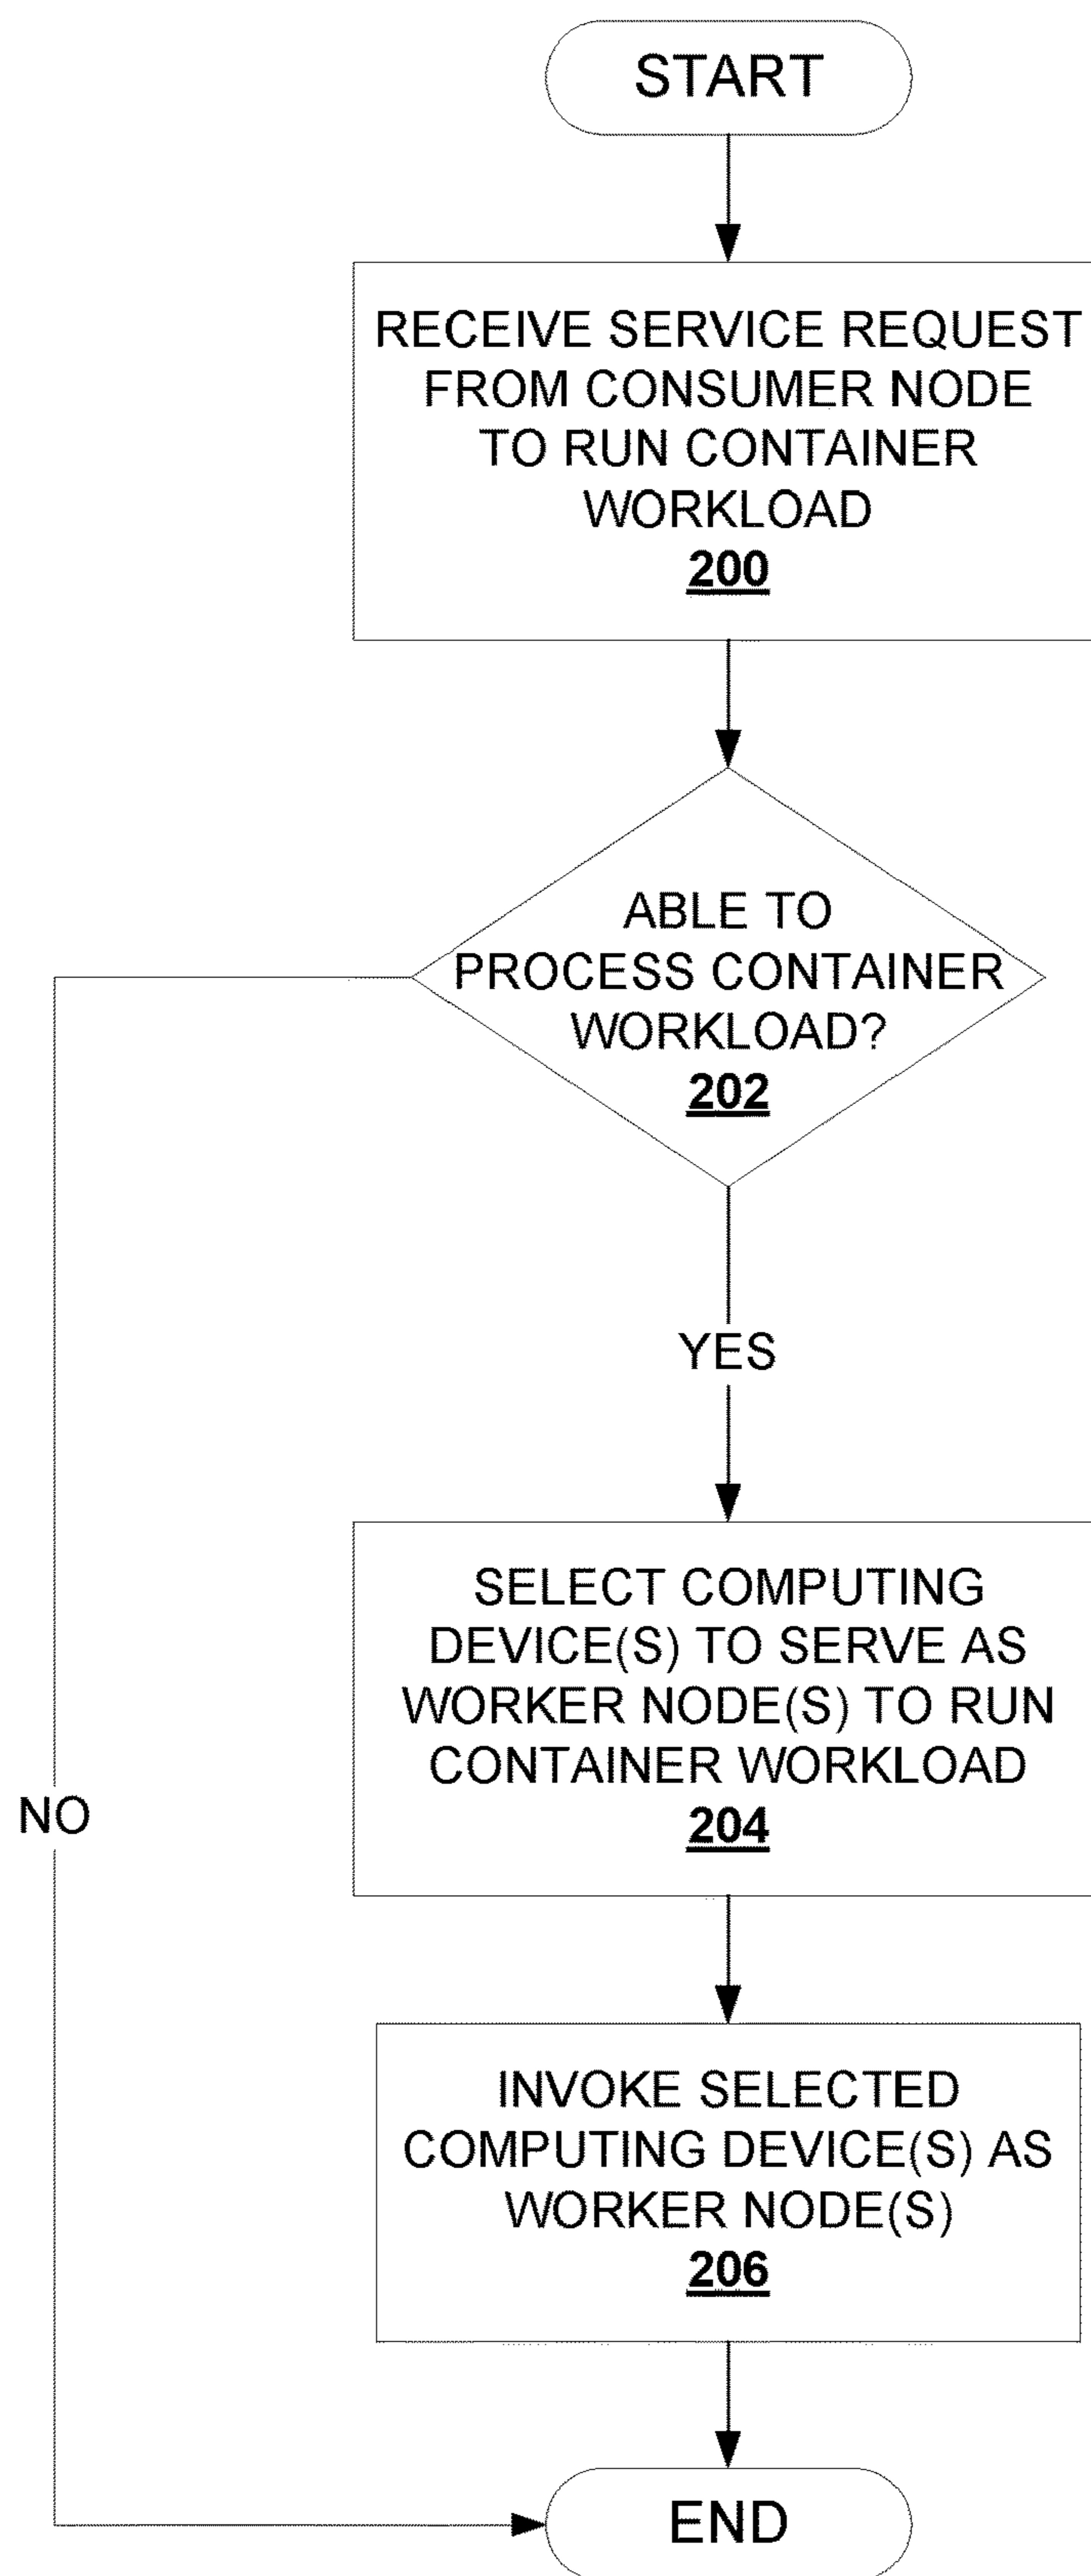 START
RECEIVE SERVICE REQUEST
FROM CONSUMER NODE
TO RUN CONTAINER
WORKLOAD
200
ABLE TO
PROCESS CONTAINER
WORKLOAD?
202
YES
SELECT COMPUTING
DEVICE(S) TO SERVE AS
WORKER NODE(S) TO RUN
CONTAINER WORKLOAD
204
NO
INVOKE SELECTED
COMPUTING DEVICE(S) AS
WORKER NODE(S)
206
END